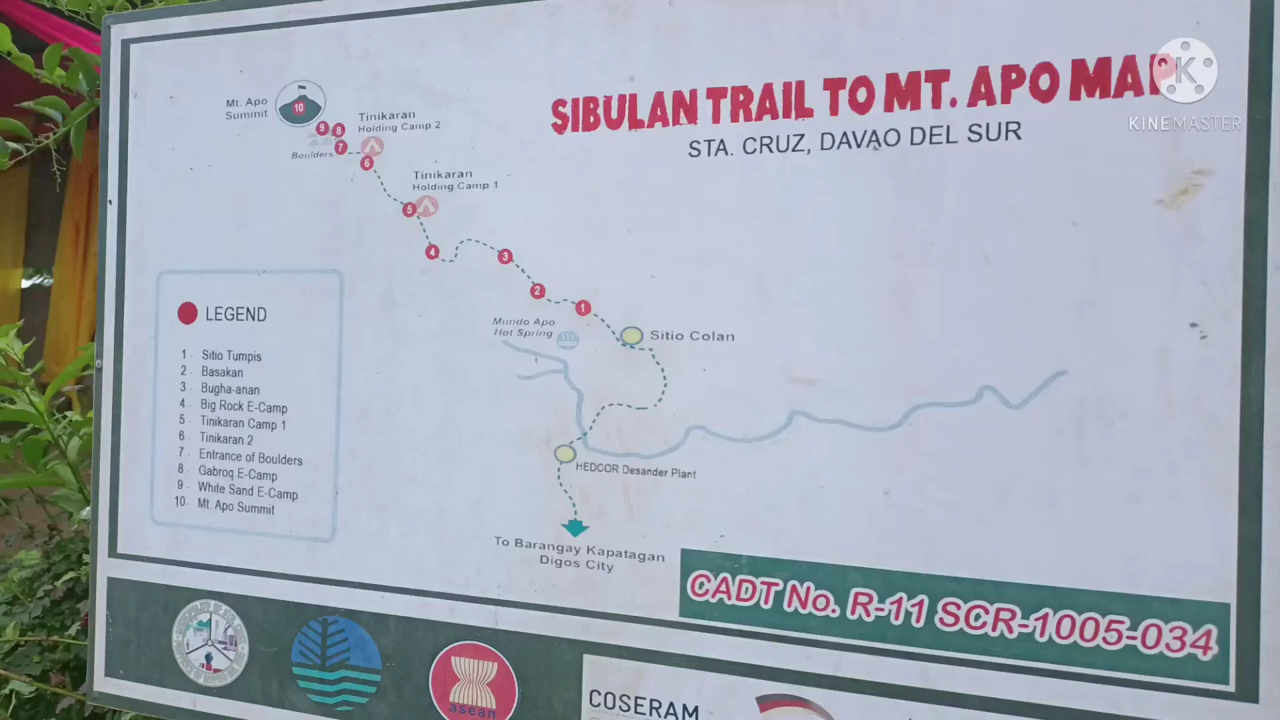 SIBULAN TRAIL TO MT. APO MAP
STA. CRUZ, DAVAO DEL SUR
KINEMASTER
Mt. Apo
Summit
10
9
8
7
Boulders
Tinikaran
Holding Camp 2
6
Tinikaran
Holding Camp 1
5
4
3
2
1
Mundo Apo
Hot Spring
Sitio Colan
HEDCOR Desander Plant
To Barangay Kapatagan
Digos City
LEGEND
1 - Sitio Tumpis
2 - Basakan
3 - Bugha-anan
4 - Big Rock E-Camp
5 - Tinikaran Camp 1
6 - Tinikaran 2
7 - Entrance of Boulders
8 - Gabroq E-Camp
9 - White Sand E-Camp
10 - Mt. Apo Summit
CADT No. R-11 SCR-1005-034
asean
COSERAM